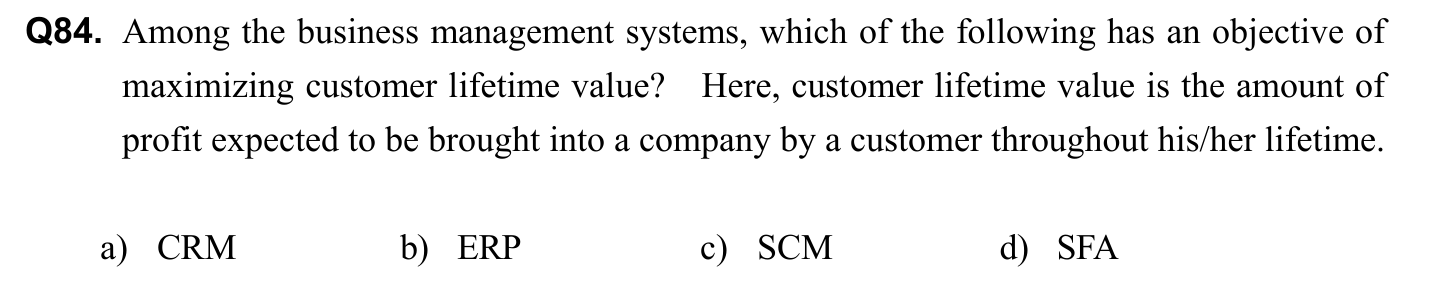 Q84. Among the business management systems, which of the following has an objective of
maximizing customer lifetime value? Here, customer lifetime value is the amount of
profit expected to be brought into a company by a customer throughout his/her lifetime.
a) CRM b) ERP c) SCM d) SFA